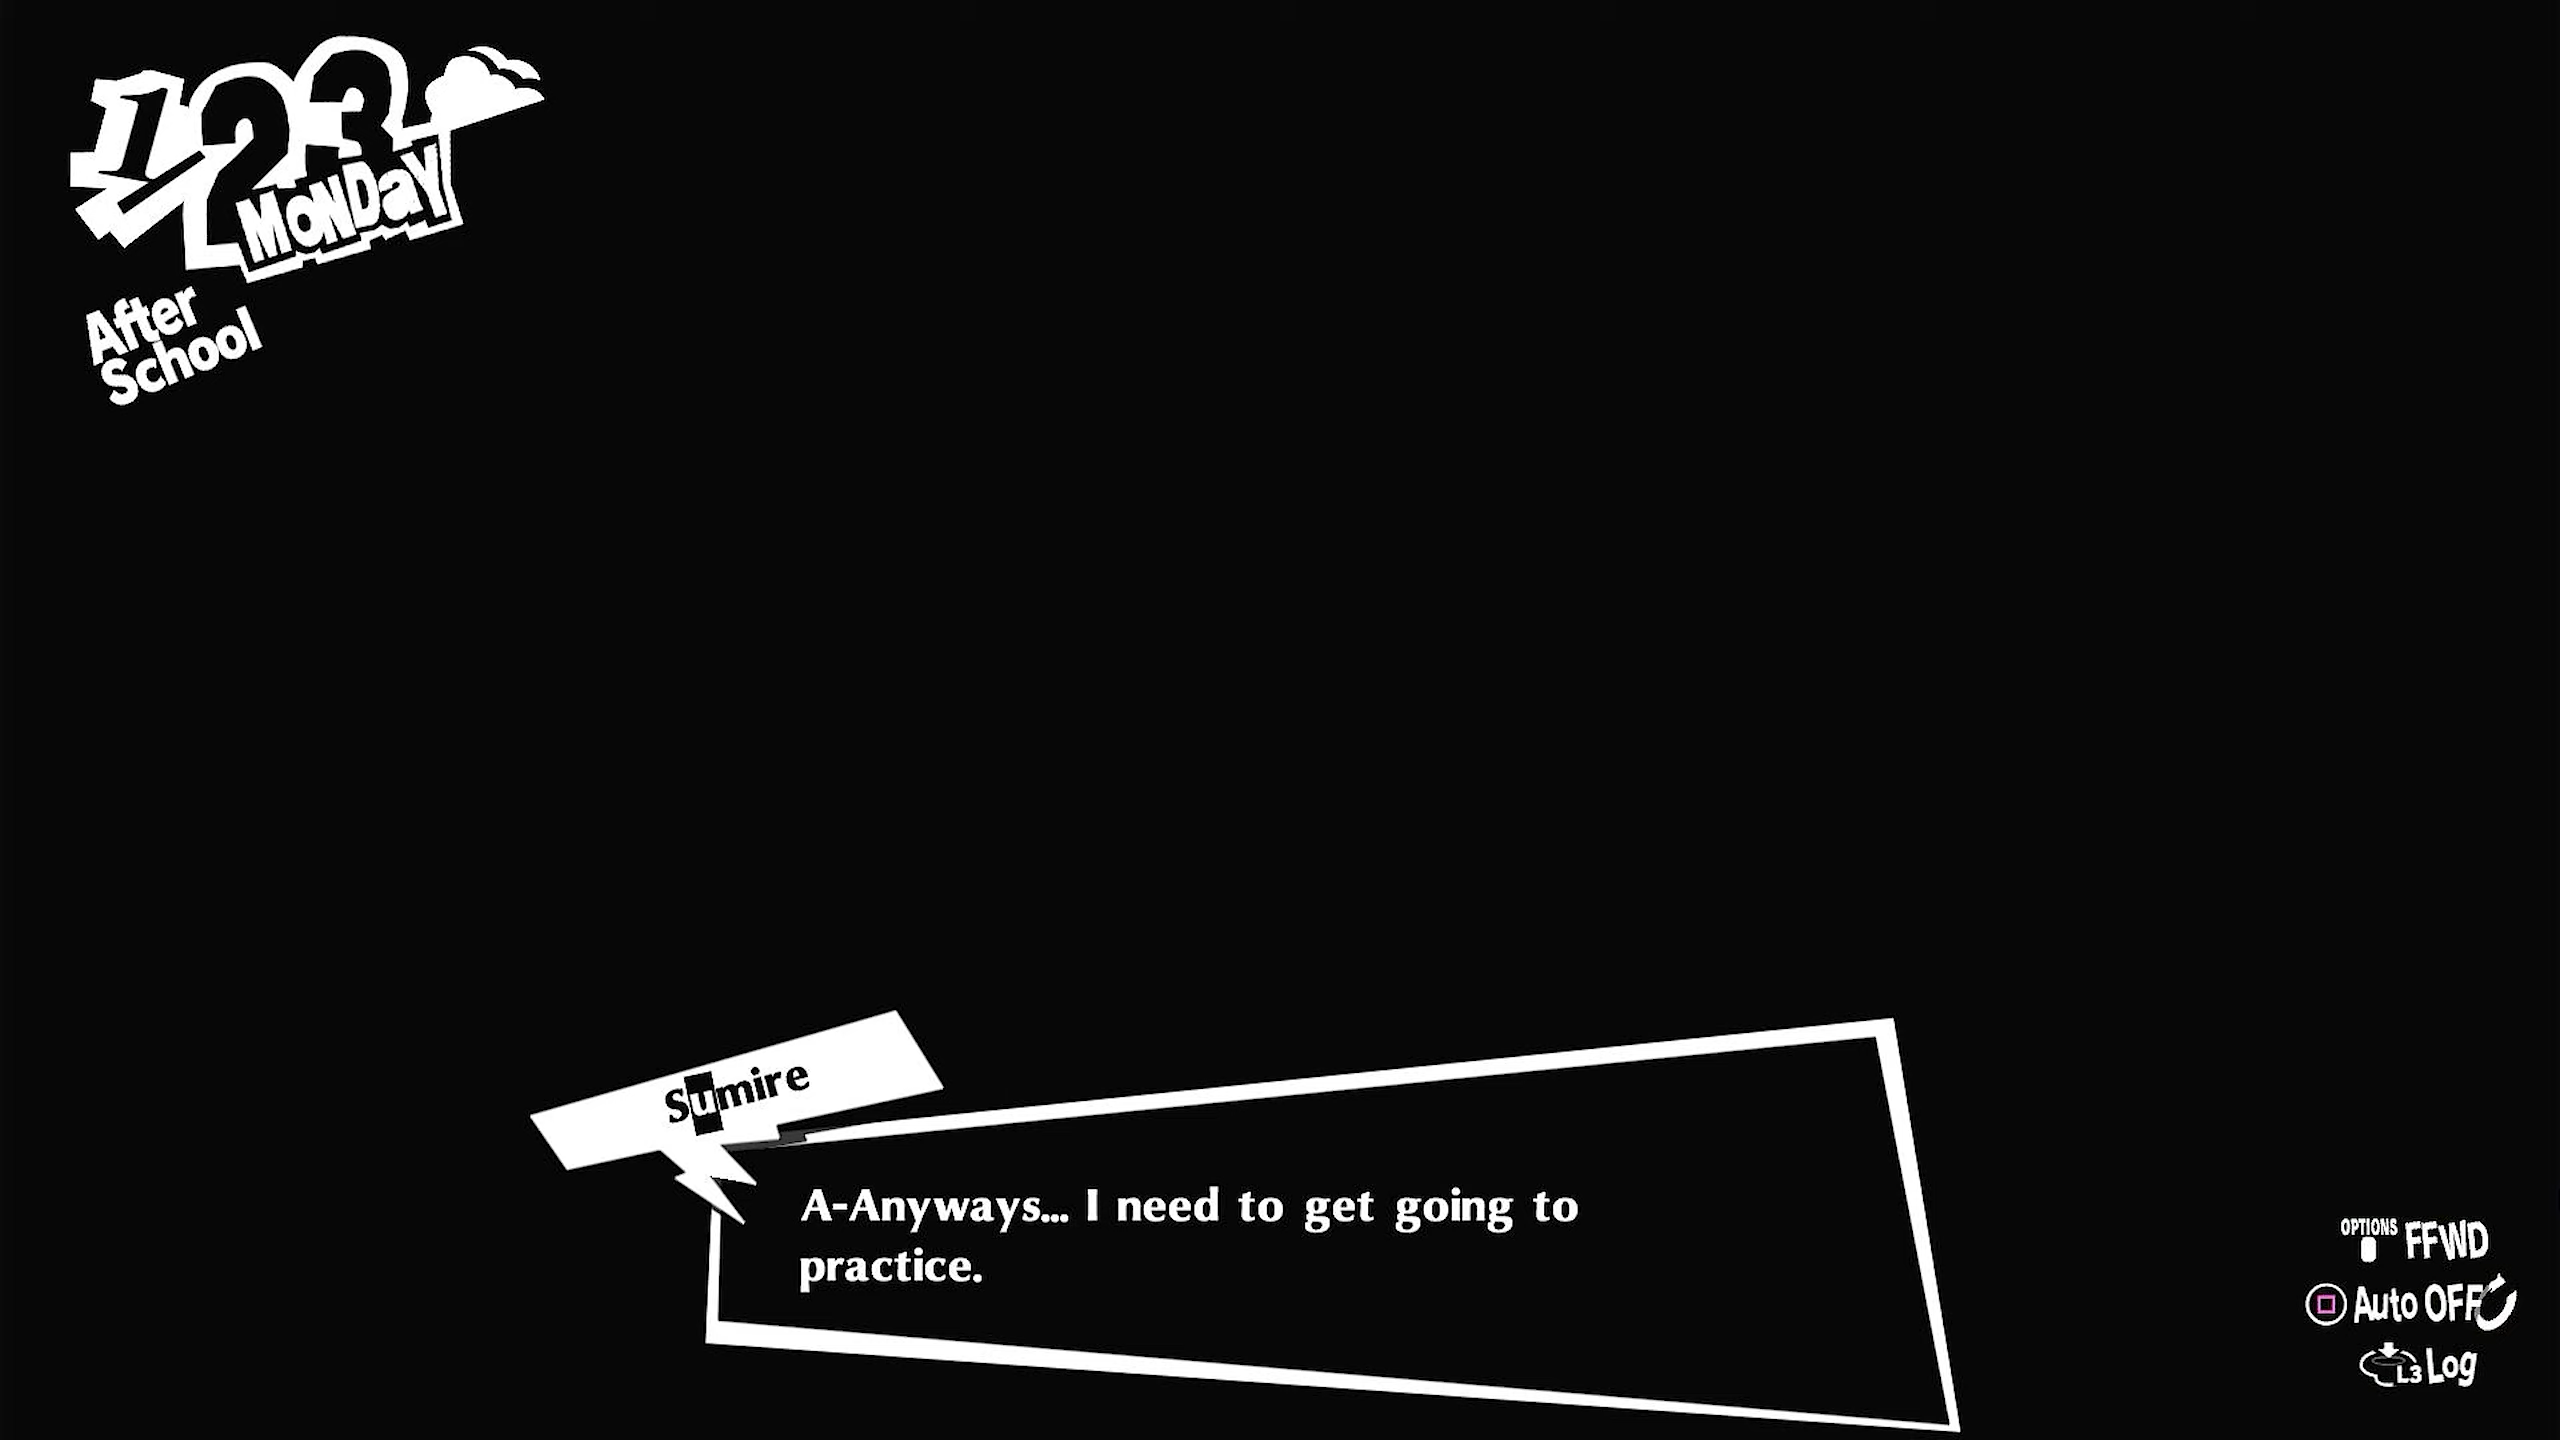 1/23
MONDaY
After
School
Sumire
A-Anyways... I need to get going to
practice.
OPTIONS FFWD
Auto OFF
L3 Log